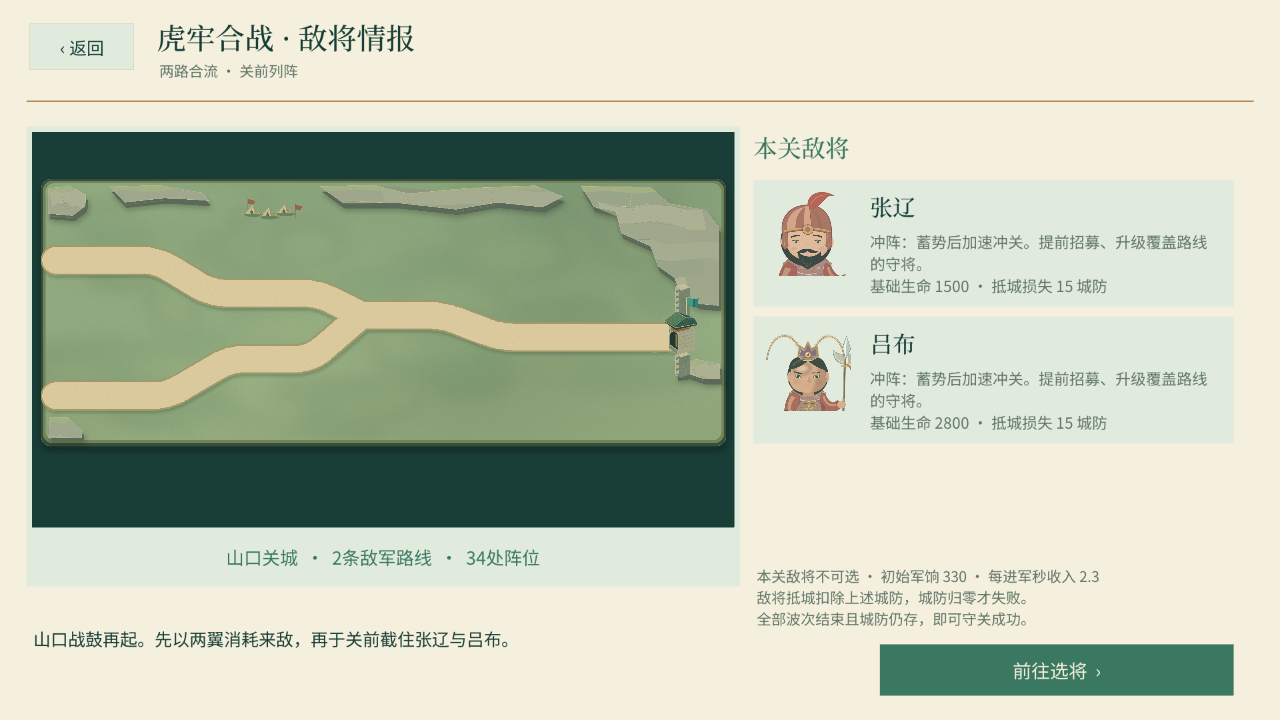 ‹ 返回
虎牢合战 · 敌将情报
两路合流 · 关前列阵
本关敌将
张辽
冲阵：蓄势后加速冲关。提前招募、升级覆盖路线
的守将。
基础生命 1500 · 抵城损失 15 城防
吕布
冲阵：蓄势后加速冲关。提前招募、升级覆盖路线
的守将。
基础生命 2800 · 抵城损失 15 城防
山口关城 · 2条敌军路线 · 34处阵位
山口战鼓再起。先以两翼消耗来敌，再于关前截住张辽与吕布。
本关敌将不可选 · 初始军饷 330 · 每进军秒收入 2.3
敌将抵城扣除上述城防，城防归零才失败。
全部波次结束且城防仍存，即可守关成功。
前往选将 ›